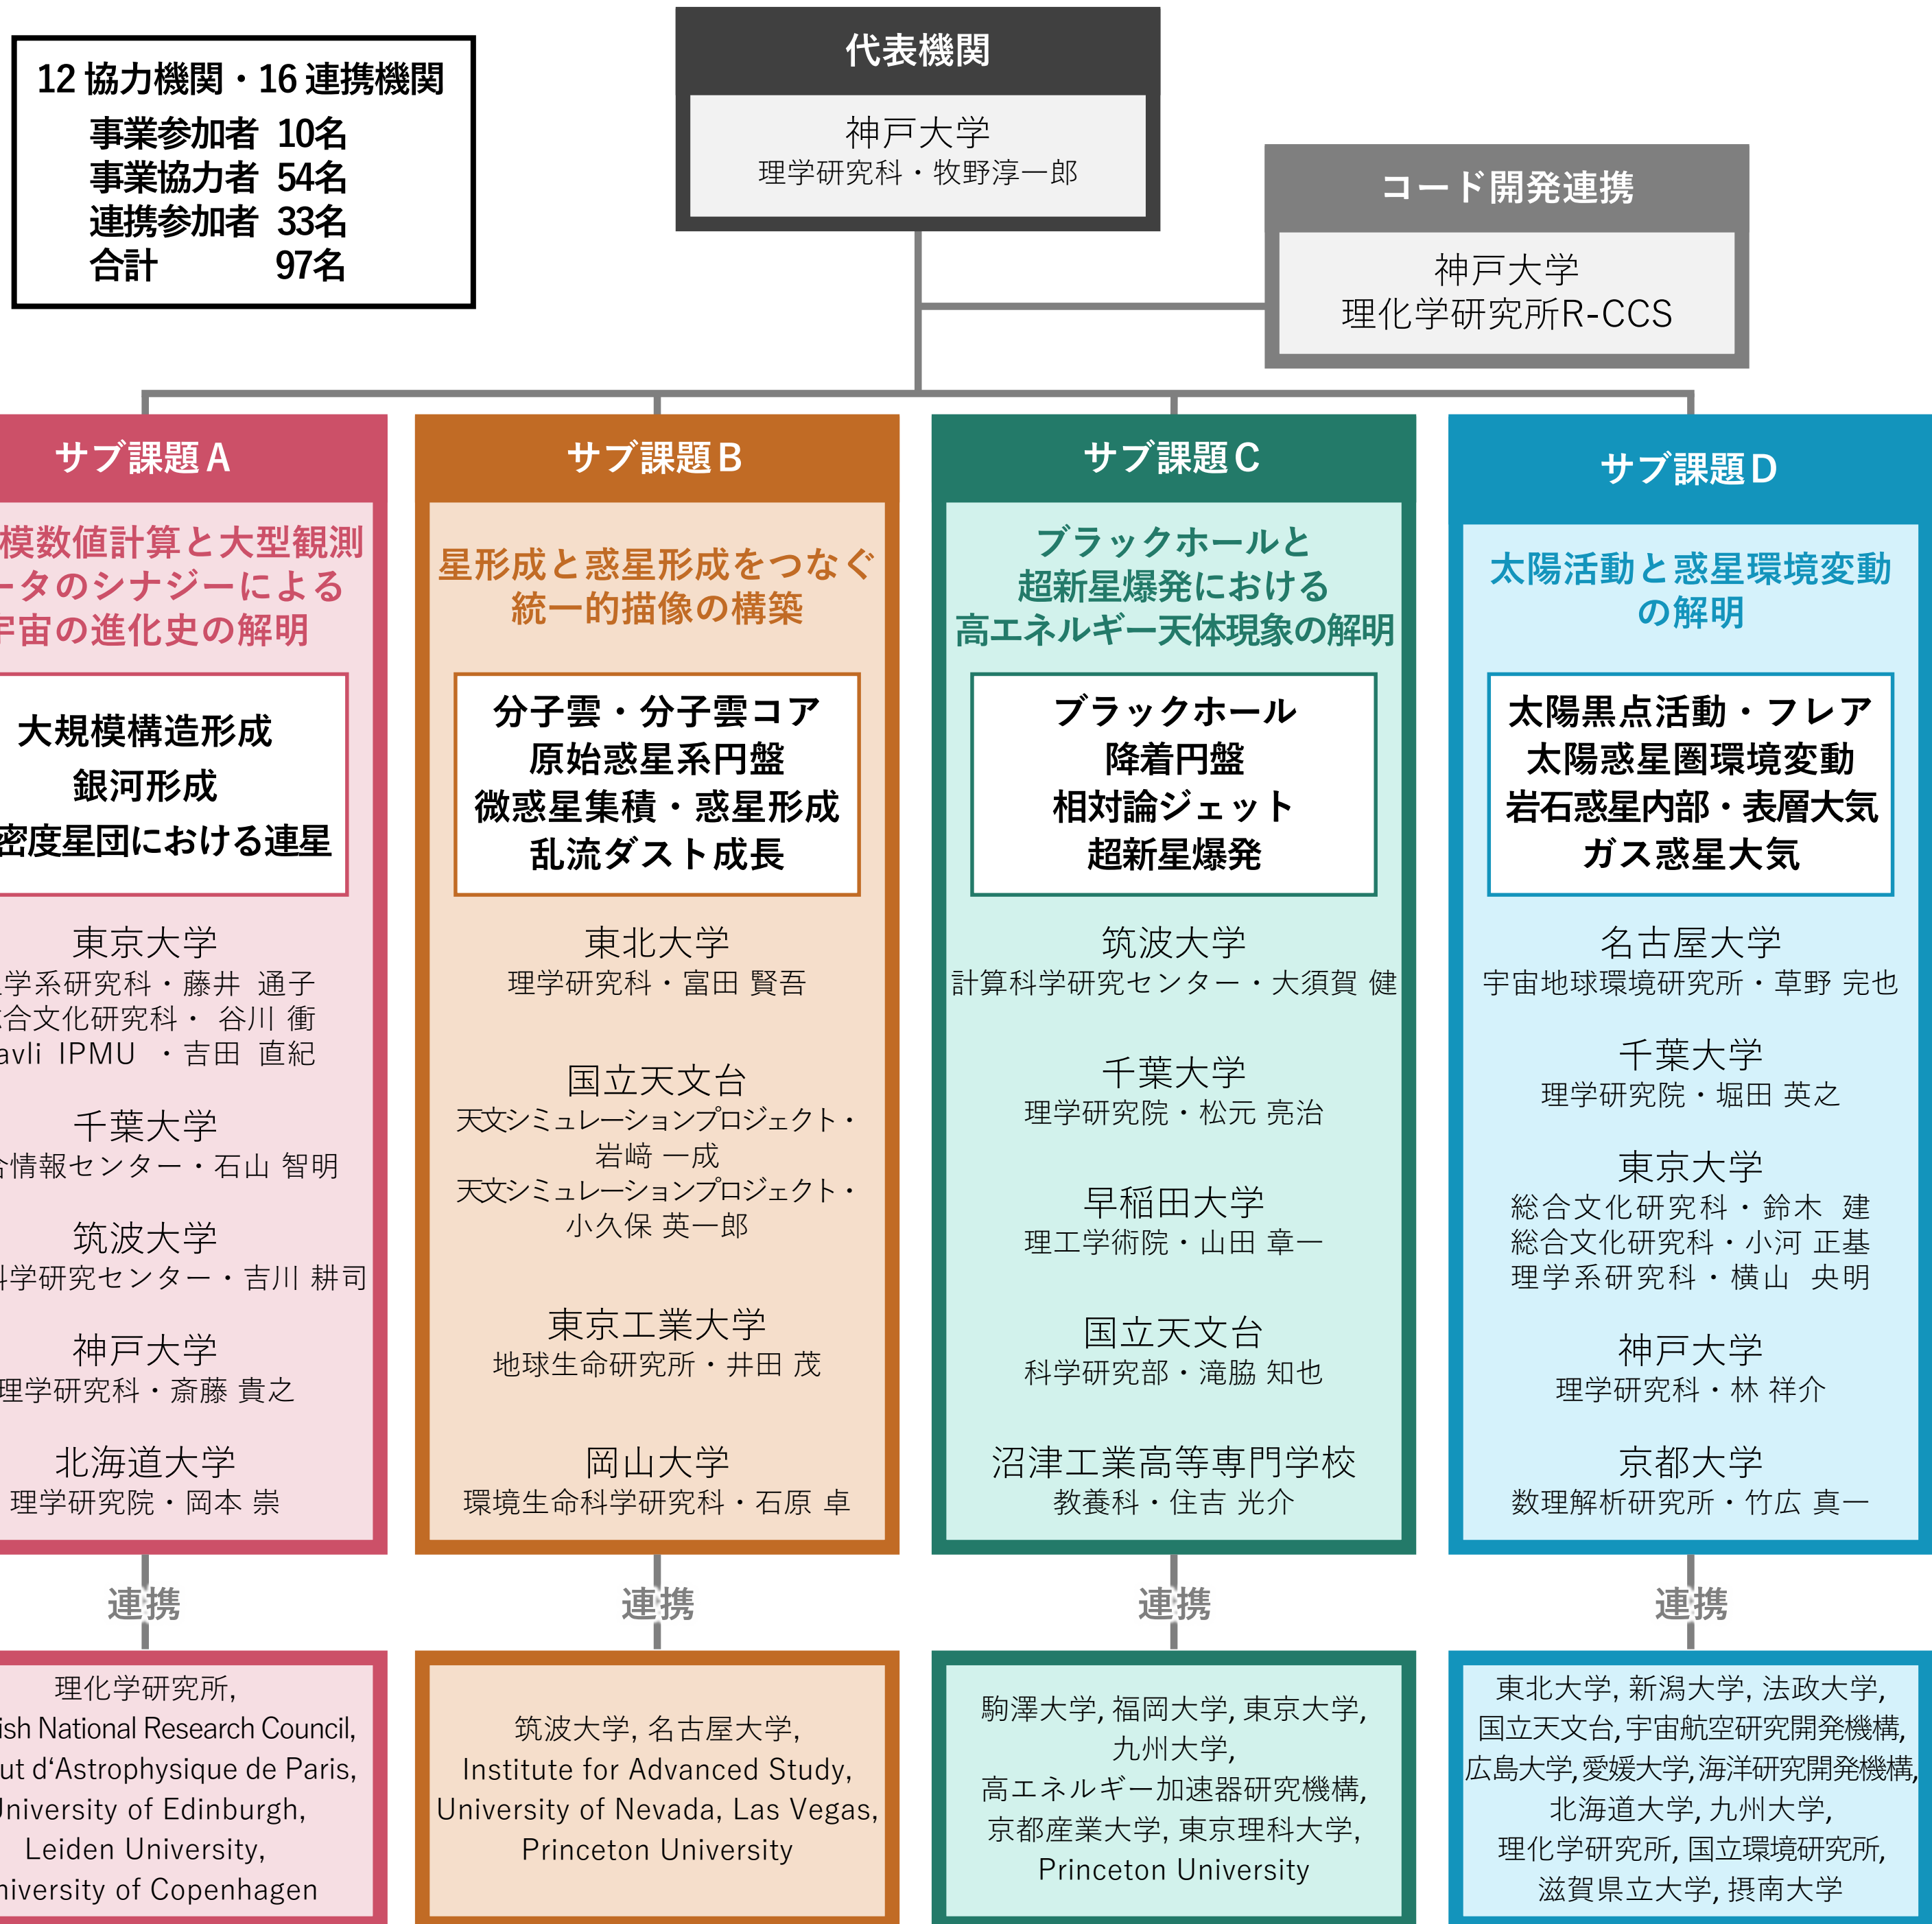 12 協力機関・16 連携機関
事業参加者 10名
事業協力者 54名
連携参加者 33名
合計 97名
代表機関
神戸大学
理学研究科・牧野淳一郎
コード開発連携
神戸大学
理化学研究所R-CCS
サブ課題A
模数値計算と大型観測
ータのシナジーによる
宇宙の進化史の解明
大規模構造形成
銀河形成
密度星団における連星
東京大学
学系研究科・藤井 通子
合文化研究科・ 谷川 衝
avli IPMU ・吉田 直紀
千葉大学
情報センター・石山 智明
筑波大学
学研究センター・吉川 耕司
神戸大学
理学研究科・斎藤 貴之
北海道大学
理学研究院・岡本 崇
連携
理化学研究所,
ish National Research Council,
ut d‘Astrophysique de Paris,
University of Edinburgh,
Leiden University,
niversity of Copenhagen
サブ課題B
星形成と惑星形成をつなぐ
統一的描像の構築
分子雲・分子雲コア
原始惑星系円盤
微惑星集積・惑星形成
乱流ダスト成長
東北大学
理学研究科・富田 賢吾
国立天文台
天文シミュレーションプロジェクト・
岩﨑 一成
天文シミュレーションプロジェクト・
小久保 英一郎
東京工業大学
地球生命研究所・井田 茂
岡山大学
環境生命科学研究科・石原 卓
連携
筑波大学, 名古屋大学,
Institute for Advanced Study,
University of Nevada, Las Vegas,
Princeton University
サブ課題C
ブラックホールと
超新星爆発における
高エネルギー天体現象の解明
ブラックホール
降着円盤
相対論ジェット
超新星爆発
筑波大学
計算科学研究センター・大須賀 健
千葉大学
理学研究院・松元 亮治
早稲田大学
理工学術院・山田 章一
国立天文台
科学研究部・滝脇 知也
沼津工業高等専門学校
教養科・住吉 光介
連携
駒澤大学, 福岡大学, 東京大学,
九州大学,
高エネルギー加速器研究機構,
京都産業大学, 東京理科大学,
Princeton University
サブ課題D
太陽活動と惑星環境変動
の解明
太陽黒点活動・フレア
太陽惑星圏環境変動
岩石惑星内部・表層大気
ガス惑星大気
名古屋大学
宇宙地球環境研究所・草野 完也
千葉大学
理学研究院・堀田 英之
東京大学
総合文化研究科・鈴木 建
総合文化研究科・小河 正基
理学系研究科・横山 央明
神戸大学
理学研究科・林 祥介
京都大学
数理解析研究所・竹広 真一
連携
東北大学, 新潟大学, 法政大学,
国立天文台, 宇宙航空研究開発機構,
広島大学, 愛媛大学, 海洋研究開発機構,
北海道大学, 九州大学,
理化学研究所, 国立環境研究所,
滋賀県立大学, 摂南大学